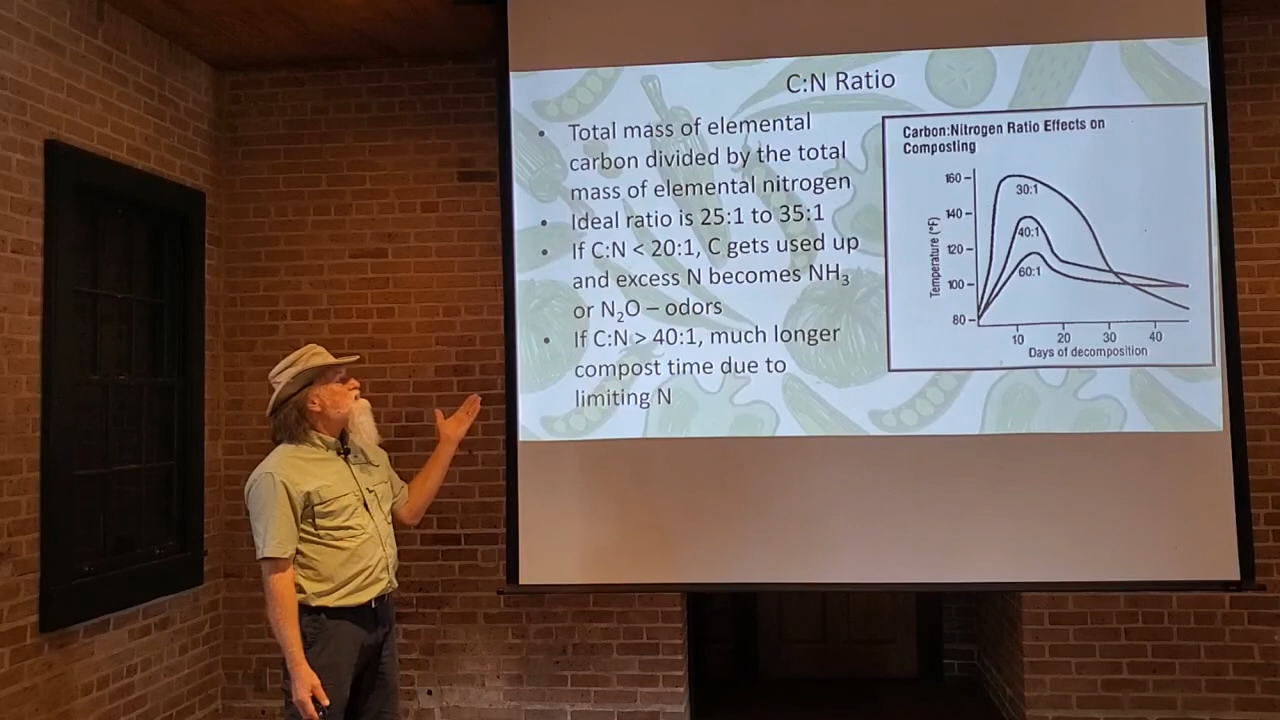 C:N Ratio
• Total mass of elemental
carbon divided by the total
mass of elemental nitrogen
• Ideal ratio is 25:1 to 35:1
• If C:N < 20:1, C gets used up
and excess N becomes NH₃
or N₂O – odors
• If C:N > 40:1, much longer
compost time due to
limiting N
Carbon:Nitrogen Ratio Effects on
Composting
160
140
120
100
80
Temperature (°F)
30:1
40:1
60:1
10 20 30 40
Days of decomposition